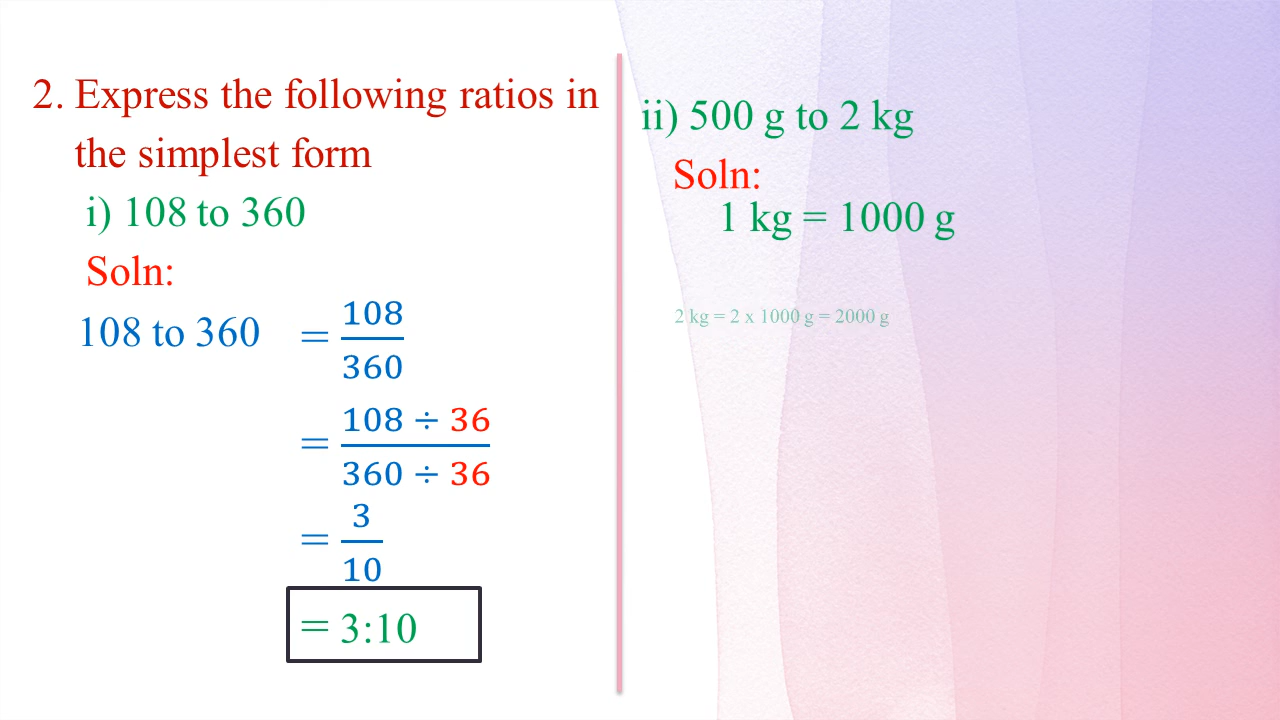 2. Express the following ratios in
the simplest form
i) 108 to 360
Soln:
108 to 360 = 108/360
= 108 ÷ 36 / 360 ÷ 36
= 3/10
= 3:10
ii) 500 g to 2 kg
Soln:
1 kg = 1000 g
2 kg = 2 x 1000 g = 2000 g